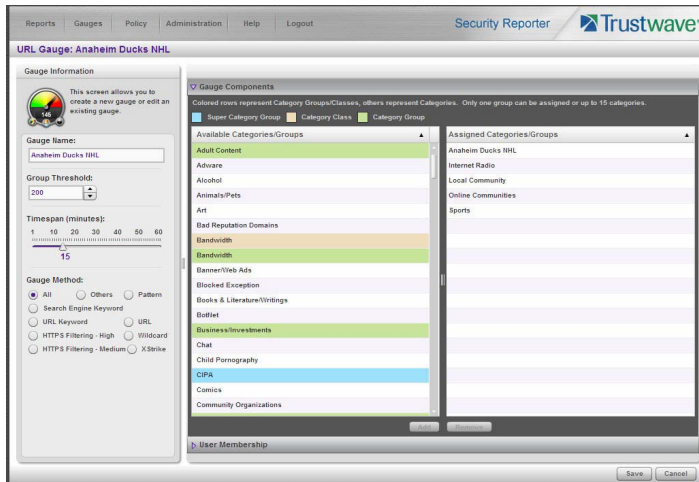 Reports Gauges Policy Administration Help Logout
Security Reporter Trustwave®
URL Gauge: Anaheim Ducks NHL
Gauge Information
146
This screen allows you to
create a new gauge or edit an
existing gauge.
Gauge Name:
Anaheim Ducks NHL
Group Threshold:
200
Timespan (minutes):
1 10 20 30 40 50 60
15
Gauge Method:
All Others Pattern
Search Engine Keyword
URL Keyword URL
HTTPS Filtering - High Wildcard
HTTPS Filtering - Medium XStrike
Gauge Components
Colored rows represent Category Groups/Classes, others represent Categories. Only one group can be assigned or up to 15 categories.
Super Category Group Category Class Category Group
Available Categories/Groups
Adult Content
Adware
Alcohol
Animals/Pets
Art
Bad Reputation Domains
Bandwidth
Bandwidth
Banner/Web Ads
Blocked Exception
Books & Literature/Writings
BotNet
Business/Investments
Chat
Child Pornography
CIPA
Comics
Community Organizations
Add
Assigned Categories/Groups
Anaheim Ducks NHL
Internet Radio
Local Community
Online Communities
Sports
Remove
User Membership
Save Cancel